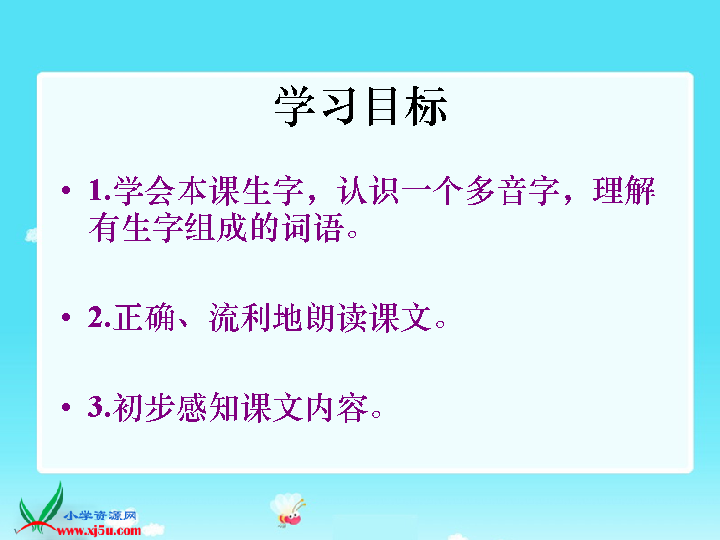 学习目标
• 1.学会本课生字，认识一个多音字，理解
有生字组成的词语。
• 2.正确、流利地朗读课文。
• 3.初步感知课文内容。
小学资源网
www.xj5u.com